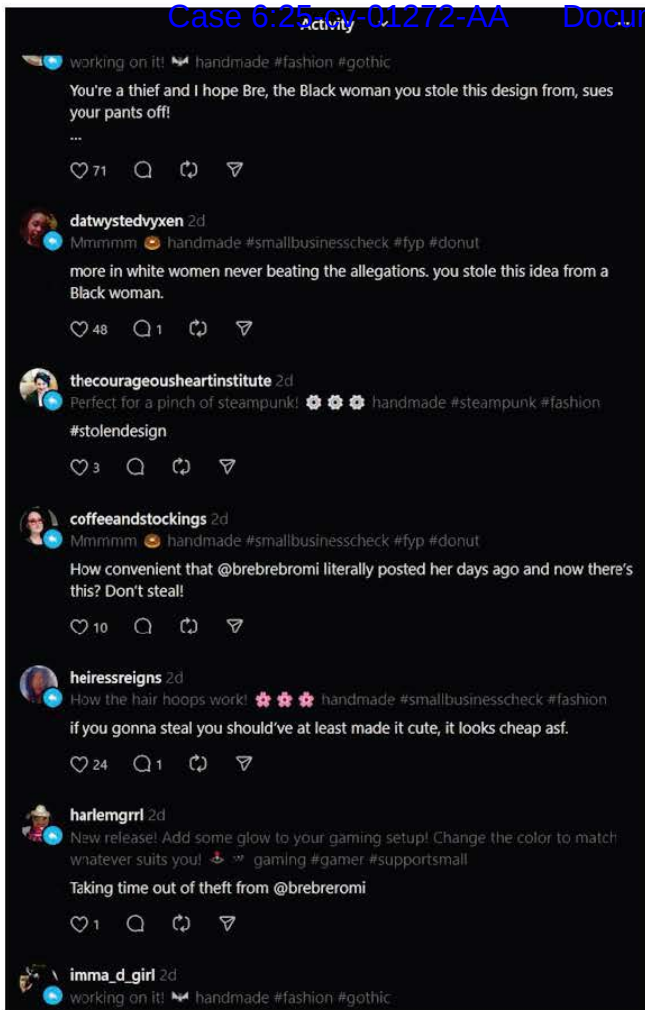 Case 6:25-cv-01272-AA Docu
Activity
working on it! handmade #fashion #gothic
You're a thief and I hope Bre, the Black woman you stole this design from, sues
your pants off!
...
71
datwystedvyxen 2d
Mmmmm 🍩 handmade #smallbusinesscheck #fyp #donut
more in white women never beating the allegations. you stole this idea from a
Black woman.
48 1
thecourageousheartinstitute 2d
Perfect for a pinch of steampunk! ⚙️ ⚙️ ⚙️ handmade #steampunk #fashion
#stolendesign
3
coffeeandstockings 2d
Mmmmm 🍩 handmade #smallbusinesscheck #fyp #donut
How convenient that @brebrebromi literally posted her days ago and now there's
this? Don't steal!
10
heiressreigns 2d
How the hair hoops work! 🌸 🌸 🌸 handmade #smallbusinesscheck #fashion
if you gonna steal you should've at least made it cute, it looks cheap asf.
24 1
harlemgrrl 2d
New release! Add some glow to your gaming setup! Change the color to match
whatever suits you! 🕹️ gaming #gamer #supportsmall
Taking time out of theft from @brebreromi
1
imma_d_girl 2d
working on it! handmade #fashion #gothic